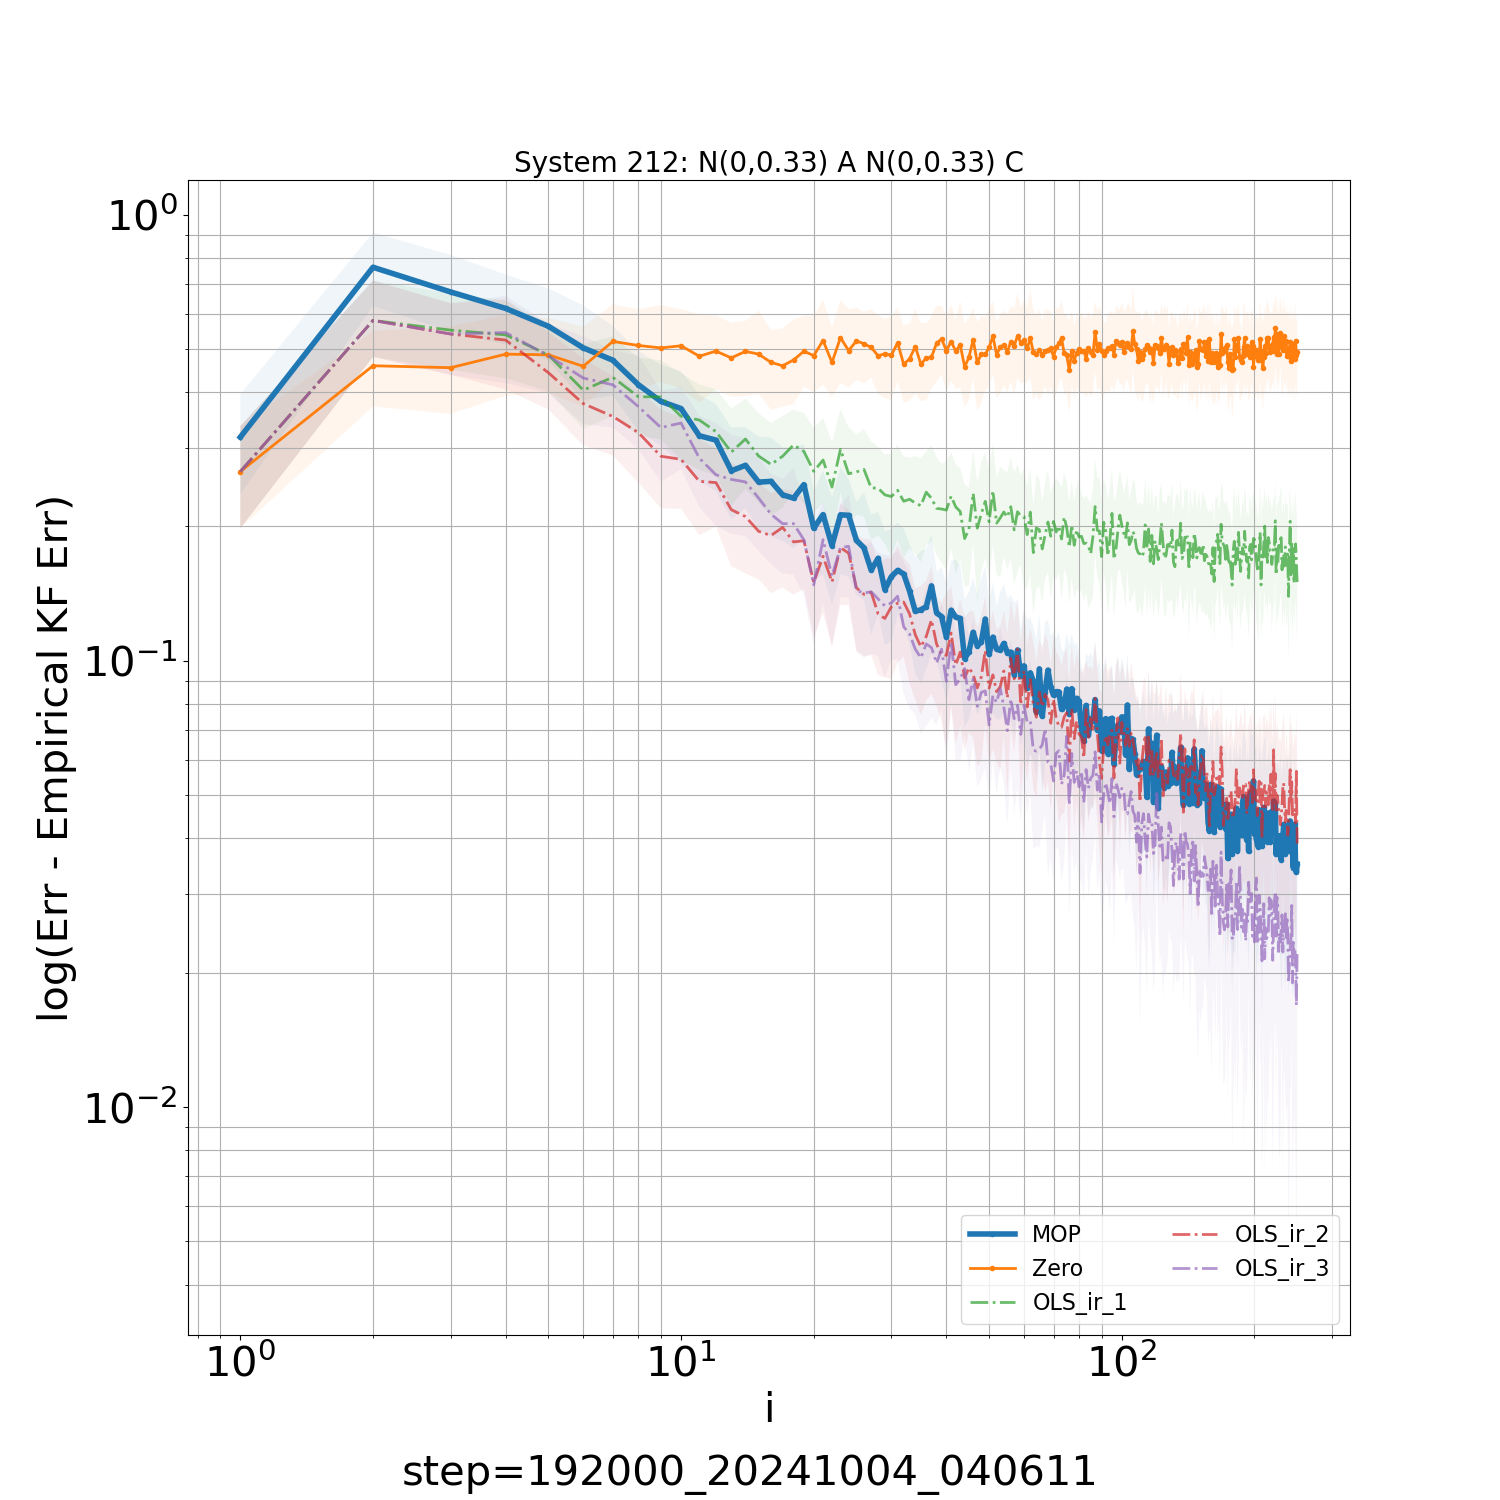 System 212: N(0,0.33) A N(0,0.33) C
log(Err - Empirical KF Err)
10⁰
10⁻¹
10⁻²
MOP
Zero
OLS_ir_1
OLS_ir_2
OLS_ir_3
10⁰ 10¹ 10²
i
step=192000_20241004_040611